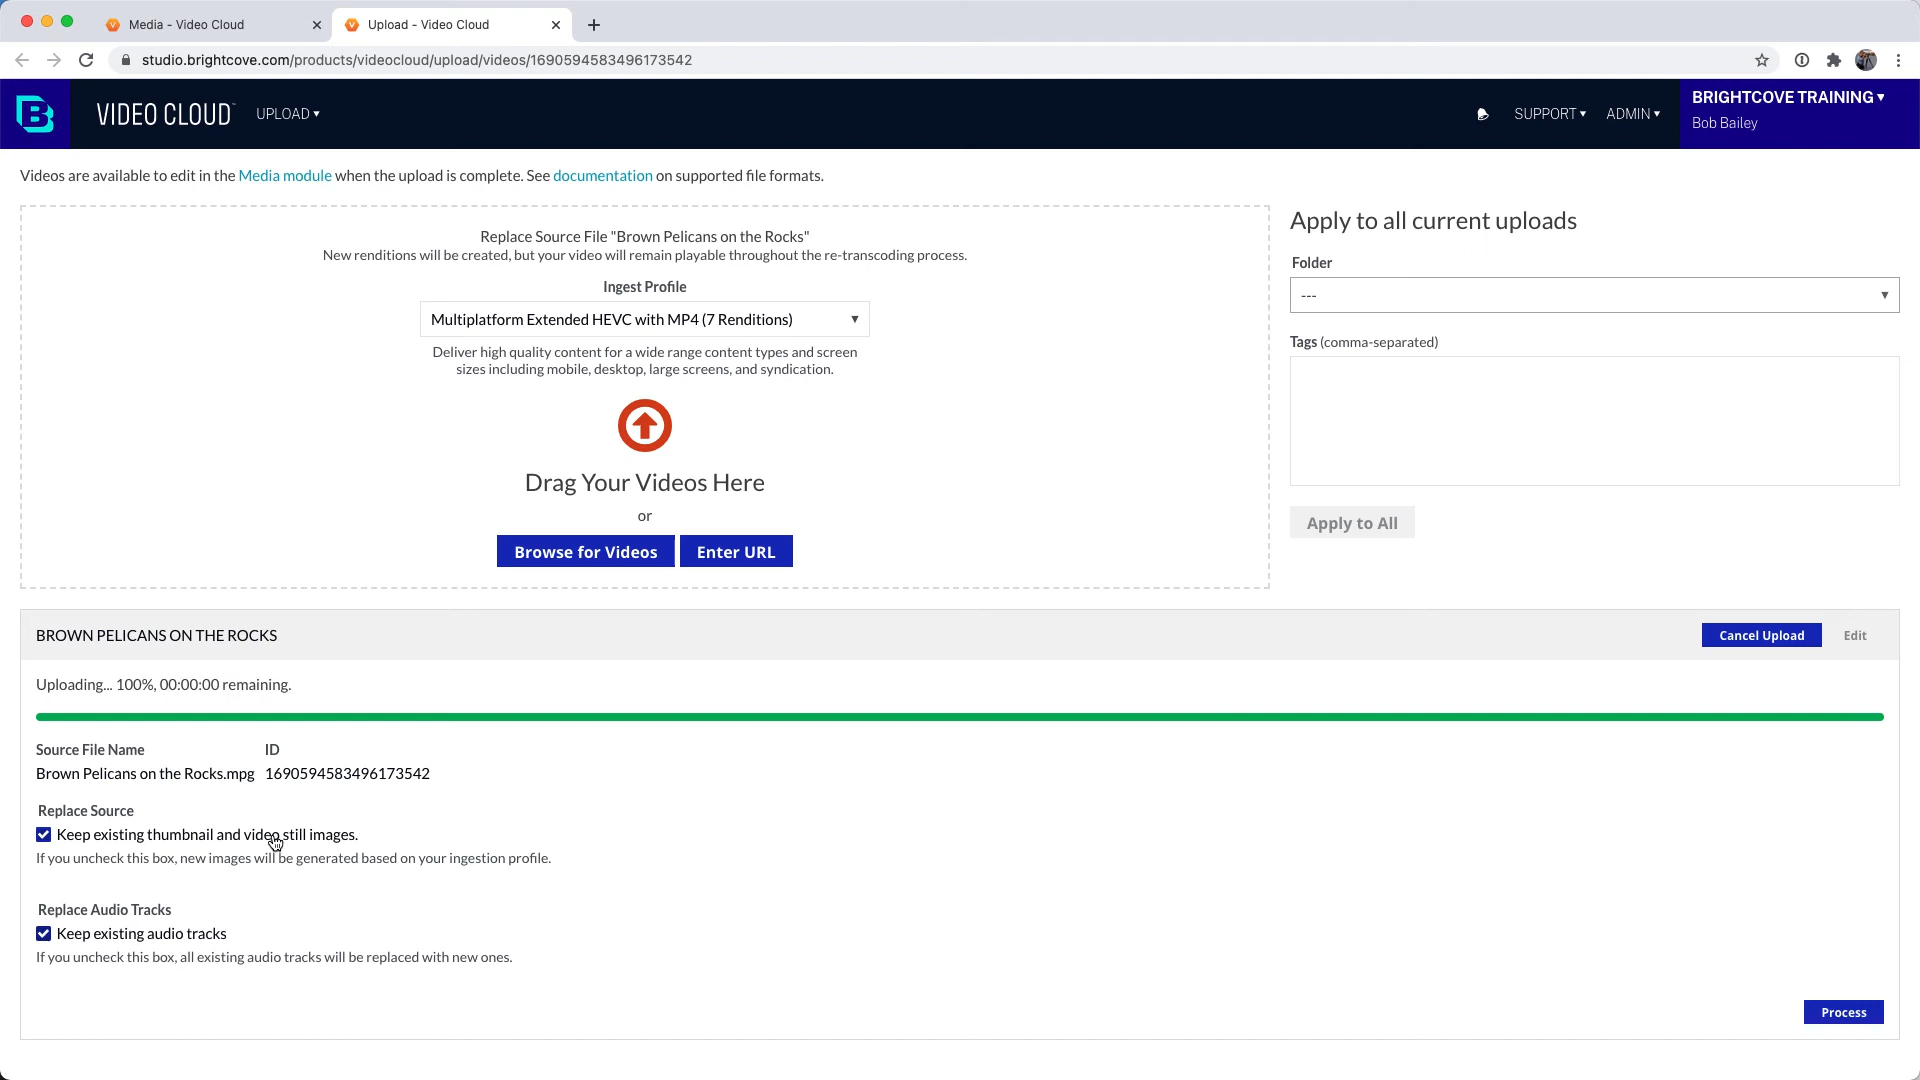 Media - Video Cloud
Upload - Video Cloud
studio.brightcove.com/products/videocloud/upload/videos/1690594583496173542
B
VIDEO CLOUD
UPLOAD
SUPPORT
ADMIN
BRIGHTCOVE TRAINING
Bob Bailey
Videos are available to edit in the Media module when the upload is complete. See documentation on supported file formats.
Replace Source File "Brown Pelicans on the Rocks"
New renditions will be created, but your video will remain playable throughout the re-transcoding process.
Ingest Profile
Multiplatform Extended HEVC with MP4 (7 Renditions)
Deliver high quality content for a wide range content types and screen
sizes including mobile, desktop, large screens, and syndication.
Drag Your Videos Here
or
Browse for Videos
Enter URL
Apply to all current uploads
Folder
---
Tags (comma-separated)
Apply to All
BROWN PELICANS ON THE ROCKS
Cancel Upload
Edit
Uploading... 100%, 00:00:00 remaining.
Source File Name ID
Brown Pelicans on the Rocks.mpg 1690594583496173542
Replace Source
Keep existing thumbnail and video still images.
If you uncheck this box, new images will be generated based on your ingestion profile.
Replace Audio Tracks
Keep existing audio tracks
If you uncheck this box, all existing audio tracks will be replaced with new ones.
Process